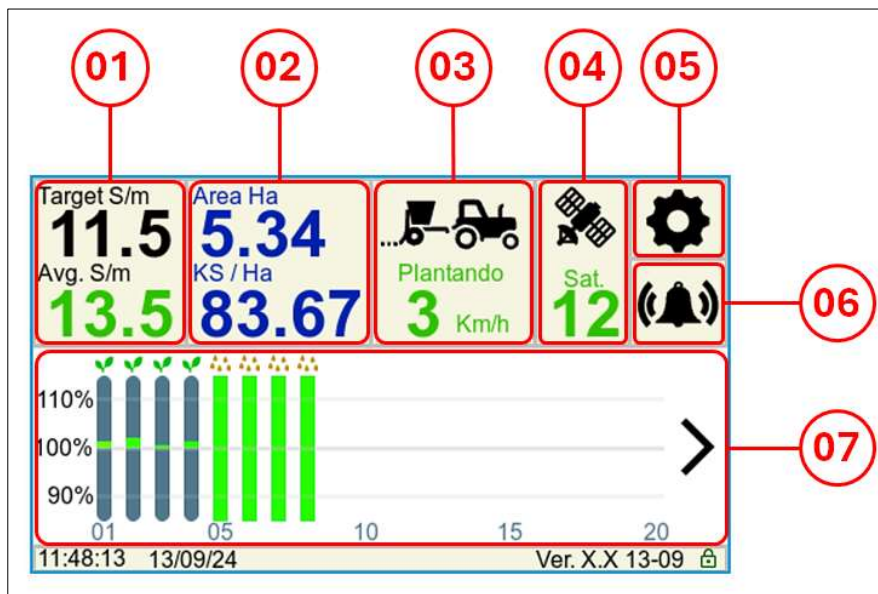 01 02 03 04 05
Target S/m Area Ha
11.5 5.34
Avg. S/m KS / Ha Plantando Sat.
13.5 83.67 3 Km/h 12
06
110%
100%
07
90%
01 05 10 15 20
11:48:13 13/09/24 Ver. X.X 13-09